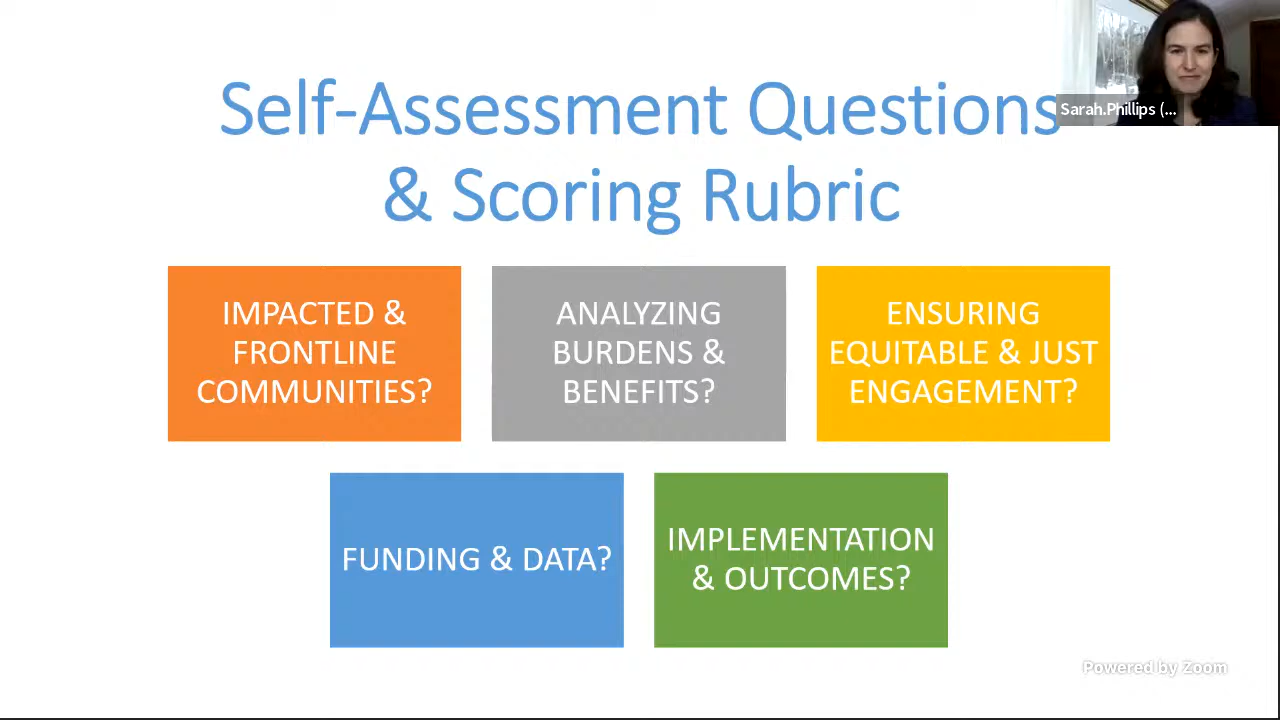 Self-Assessment Questions
& Scoring Rubric
Sarah.Phillips (...
IMPACTED &
FRONTLINE
COMMUNITIES?
ANALYZING
BURDENS &
BENEFITS?
ENSURING
EQUITABLE & JUST
ENGAGEMENT?
FUNDING & DATA?
IMPLEMENTATION
& OUTCOMES?
Powered by Zoom